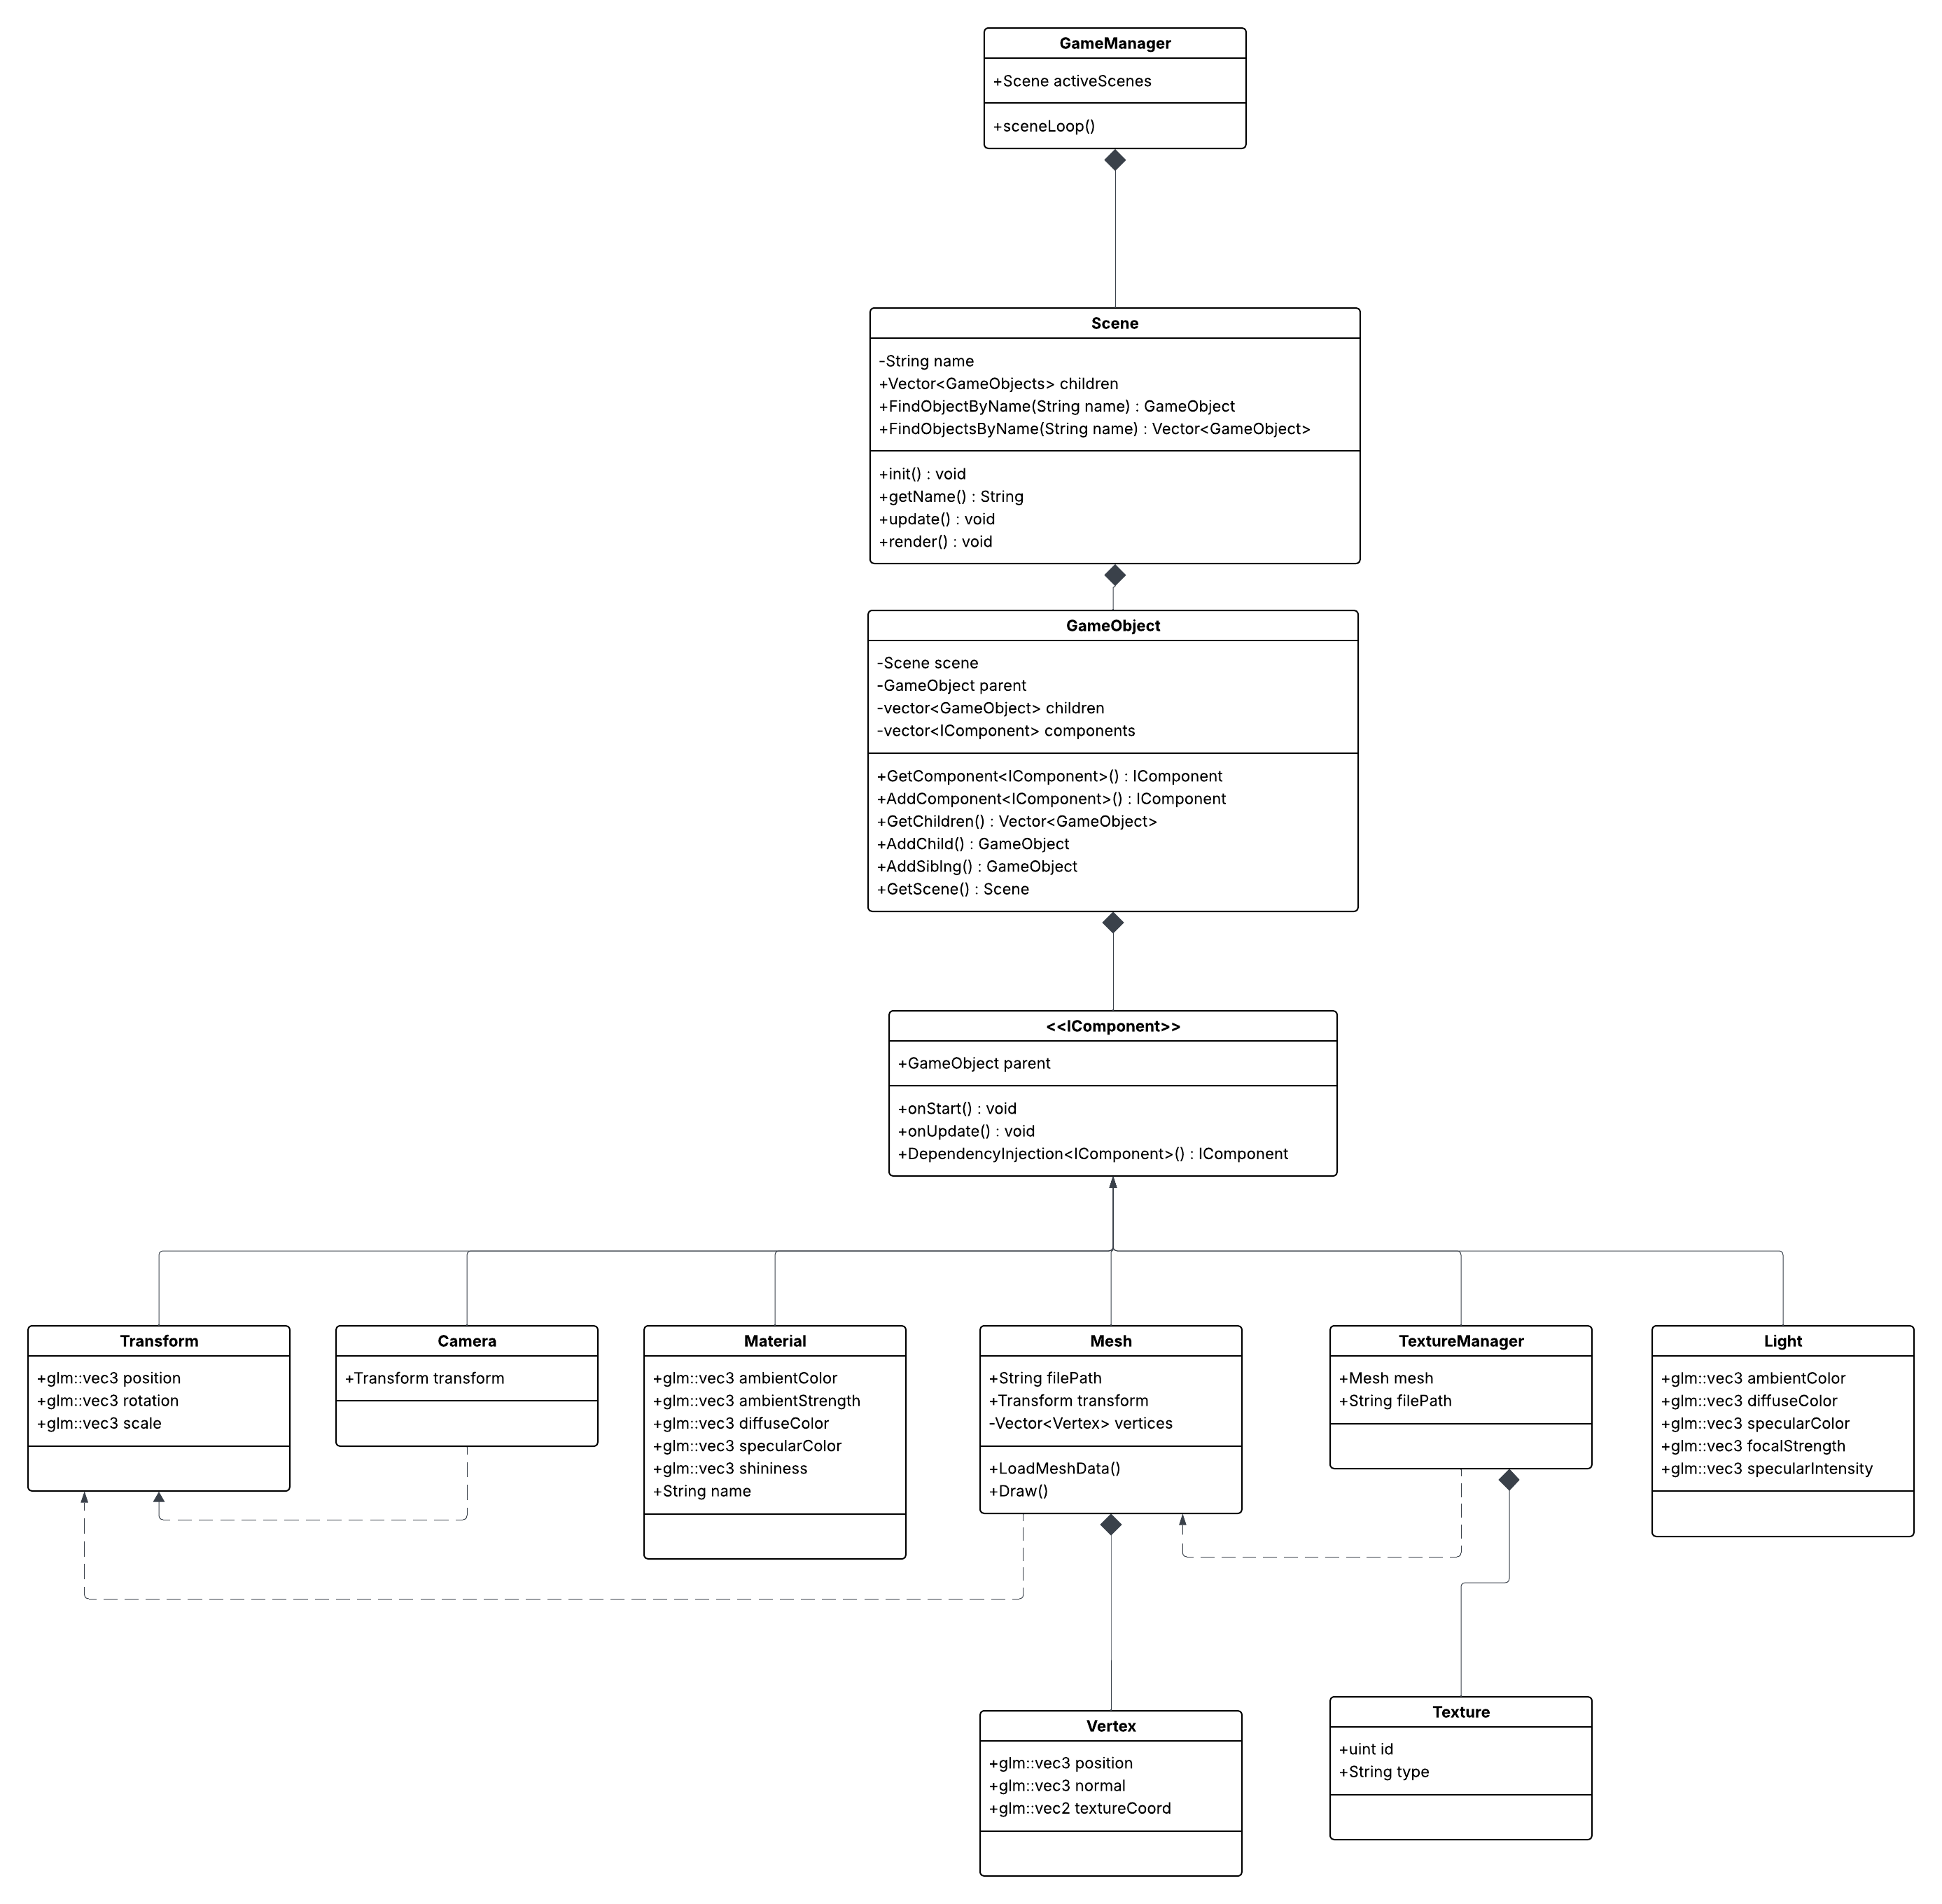 GameManager
+Scene activeScenes
+sceneLoop()
Scene
-String name
+Vector<GameObjects> children
+FindObjectByName(String name) : GameObject
+FindObjectsByName(String name) : Vector<GameObject>
+init() : void
+getName() : String
+update() : void
+render() : void
GameObject
-Scene scene
-GameObject parent
-vector<GameObject> children
-vector<IComponent> components
+GetComponent<IComponent>() : IComponent
+AddComponent<IComponent>() : IComponent
+GetChildren() : Vector<GameObject>
+AddChild() : GameObject
+AddSiblng() : GameObject
+GetScene() : Scene
<<IComponent>>
+GameObject parent
+onStart() : void
+onUpdate() : void
+DependencyInjection<IComponent>() : IComponent
Transform
+glm::vec3 position
+glm::vec3 rotation
+glm::vec3 scale
Camera
+Transform transform
Material
+glm::vec3 ambientColor
+glm::vec3 ambientStrength
+glm::vec3 diffuseColor
+glm::vec3 specularColor
+glm::vec3 shininess
+String name
Mesh
+String filePath
+Transform transform
-Vector<Vertex> vertices
+LoadMeshData()
+Draw()
TextureManager
+Mesh mesh
+String filePath
Light
+glm::vec3 ambientColor
+glm::vec3 diffuseColor
+glm::vec3 specularColor
+glm::vec3 focalStrength
+glm::vec3 specularIntensity
Vertex
+glm::vec3 position
+glm::vec3 normal
+glm::vec2 textureCoord
Texture
+uint id
+String type